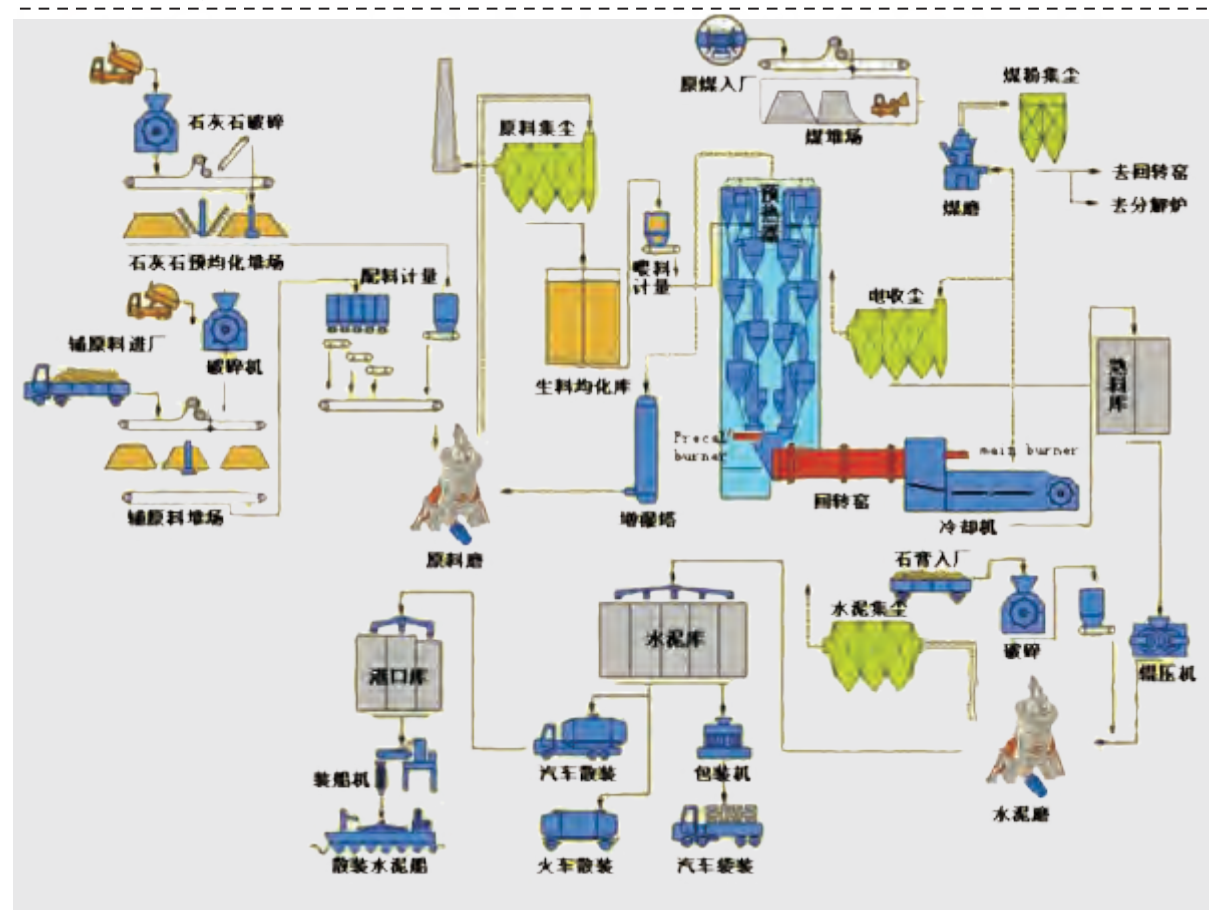 原煤入厂
煤堆场
煤粉集尘
石灰石破碎
原料集尘
去回转窑
去分解炉
煤磨
预热器
石灰石预均化堆场
配料计量
喂料
计量
电收尘
辅原料进厂
破碎机
生料均化库
熟料库
Precal
burner
main burner
辅原料堆场
增湿塔
回转窑
冷却机
原料磨
石膏入厂
水泥集尘
水泥库
破碎
港口库
辊压机
装船机
汽车散装
包装机
水泥磨
散装水泥船
火车散装
汽车袋装